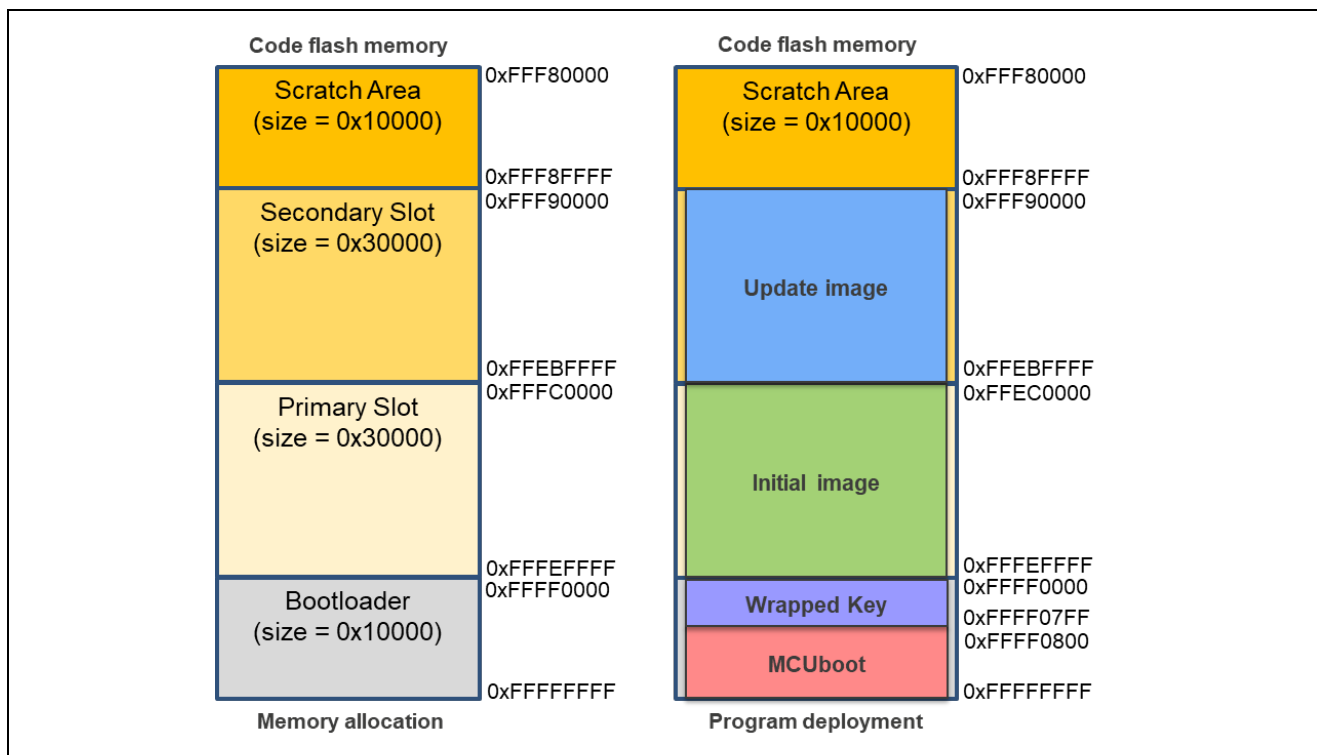 Code flash memory
Scratch Area
(size = 0x10000)
0xFFF80000
0xFFF8FFFF
Secondary Slot
(size = 0x30000)
0xFFF90000
0xFFEBFFFF
Primary Slot
(size = 0x30000)
0xFFFC0000
0xFFFEFFFF
Bootloader
(size = 0x10000)
0xFFFF0000
0xFFFFFFFF
Memory allocation
Code flash memory
Scratch Area
(size = 0x10000)
0xFFF80000
0xFFF8FFFF
0xFFF90000
Update image
0xFFEBFFFF
0xFFEC0000
Initial image
0xFFFEFFFF
0xFFFF0000
Wrapped Key
0xFFFF07FF
0xFFFF0800
MCUboot
0xFFFFFFFF
Program deployment